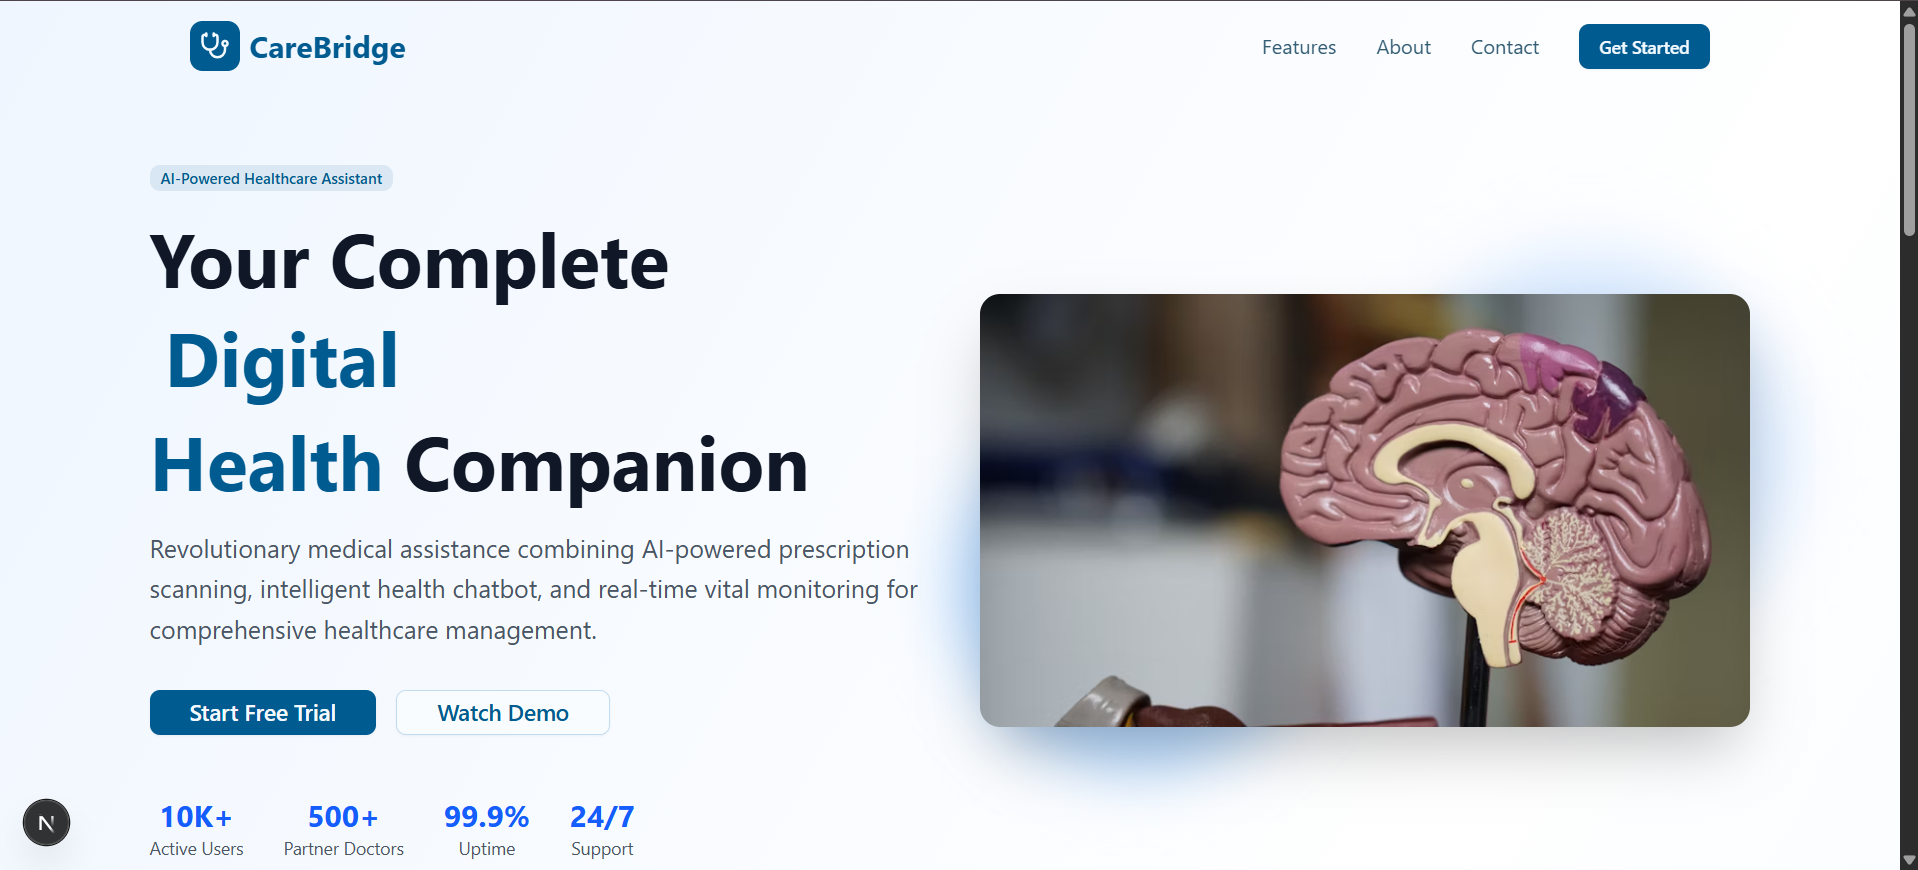 CareBridge
Features
About
Contact
Get Started
AI-Powered Healthcare Assistant
Your Complete
Digital
Health Companion
Revolutionary medical assistance combining AI-powered prescription
scanning, intelligent health chatbot, and real-time vital monitoring for
comprehensive healthcare management.
Start Free Trial
Watch Demo
10K+
Active Users
500+
Partner Doctors
99.9%
Uptime
24/7
Support
N